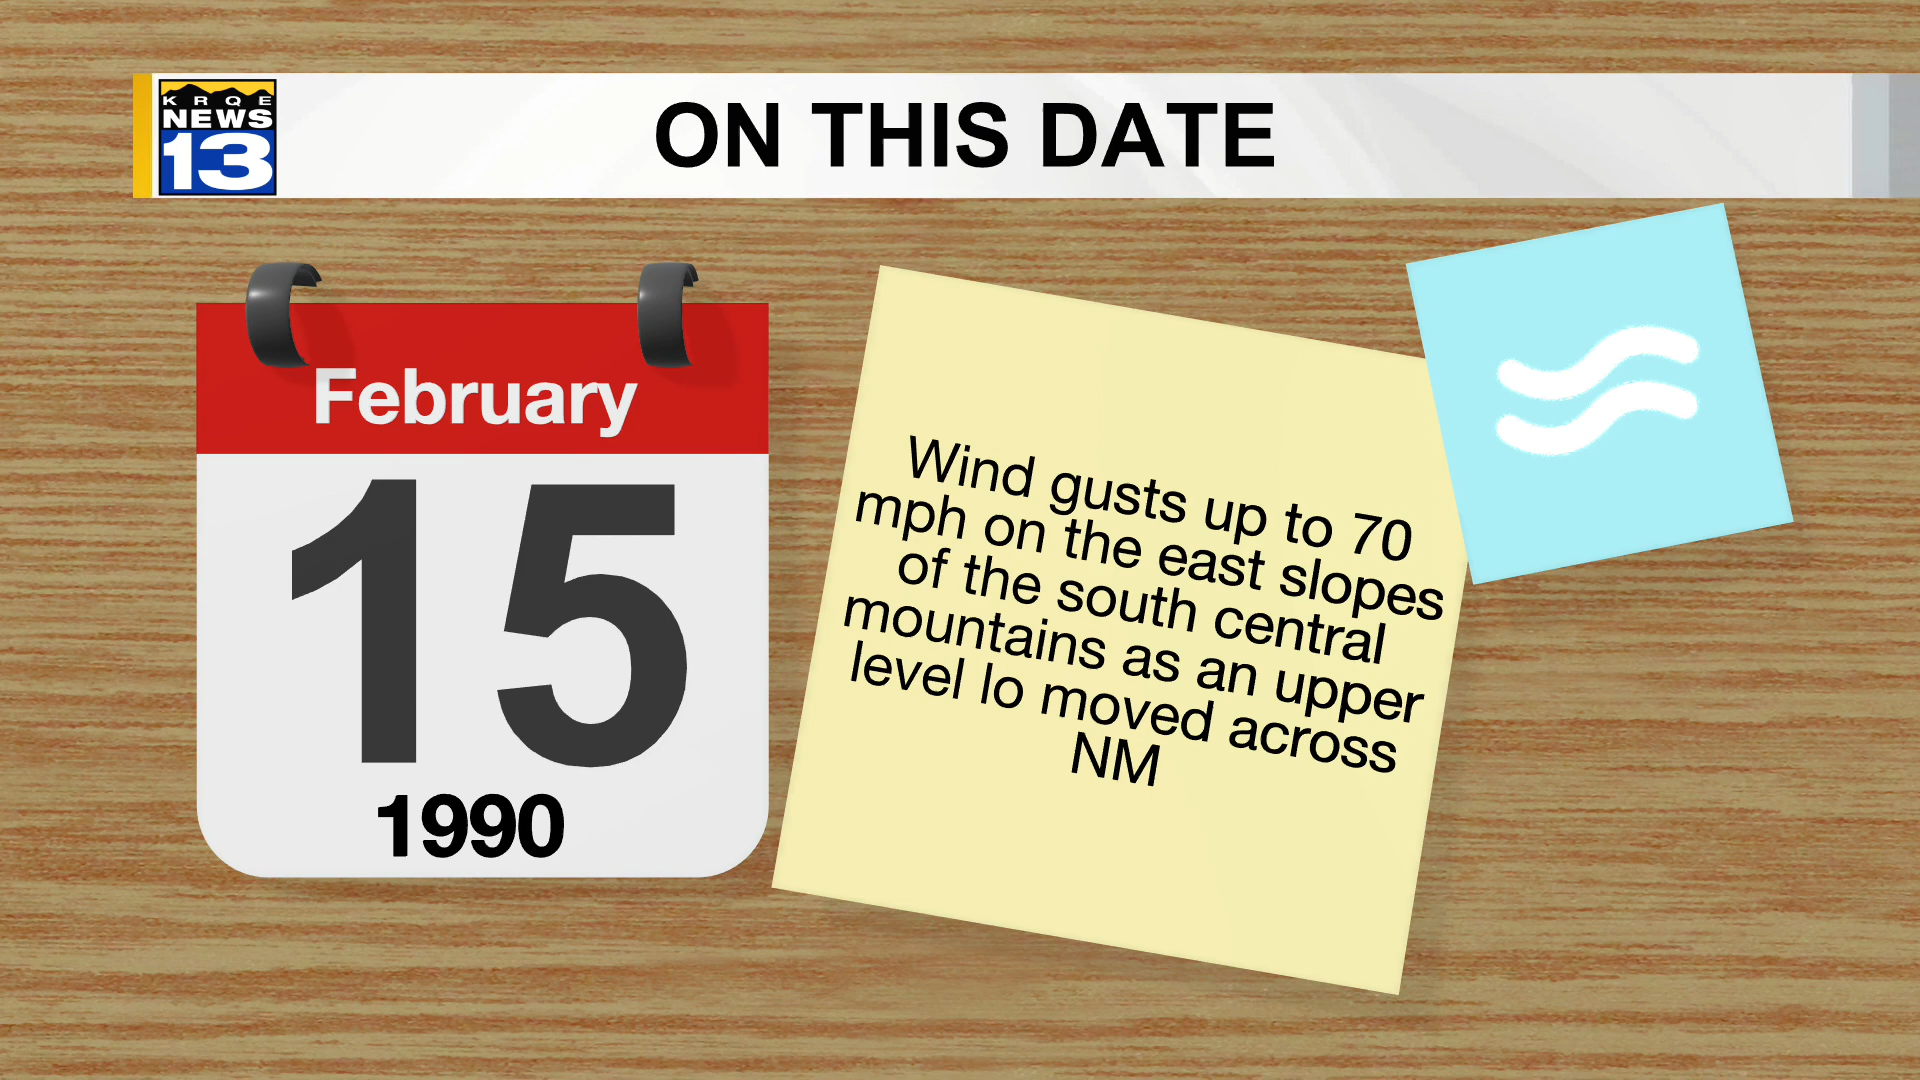 KRQE
NEWS
13
ON THIS DATE
February
15
1990
Wind gusts up to 70
mph on the east slopes
of the south central
mountains as an upper
level lo moved across
NM